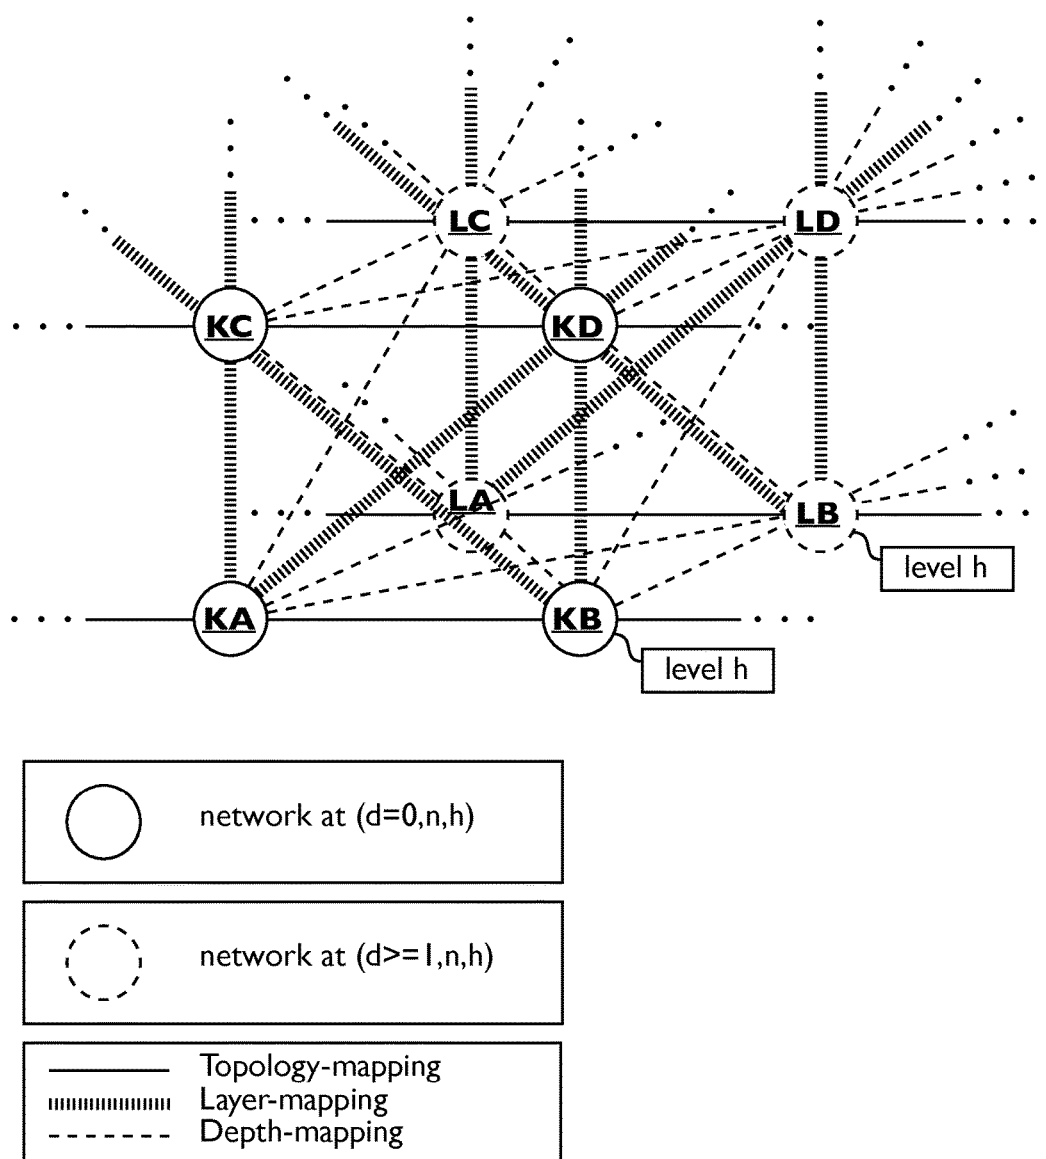 LC
LD
KC
KD
LA
LB
level h
KA
KB
level h
network at (d=0,n,h)
network at (d>=1,n,h)
Topology-mapping
Layer-mapping
Depth-mapping